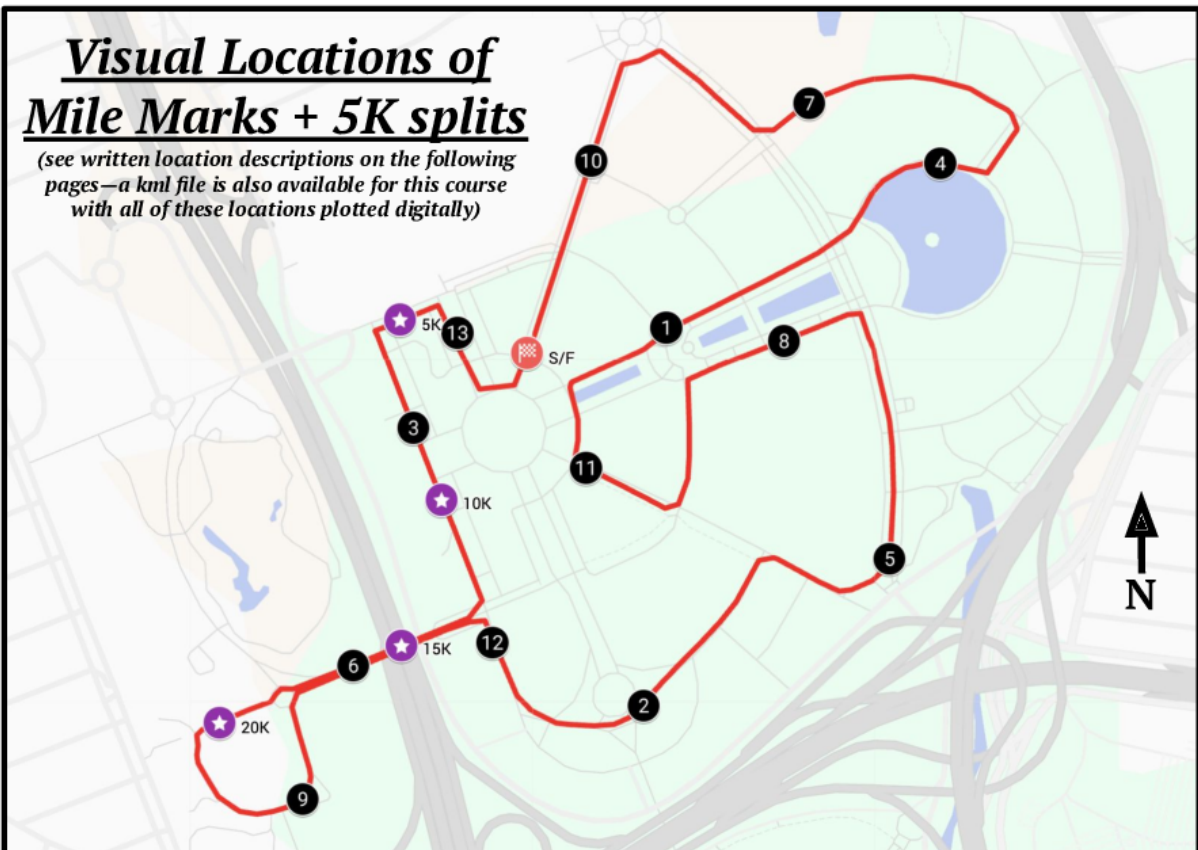 Visual Locations of
Mile Marks + 5K splits
(see written location descriptions on the following
pages—a kml file is also available for this course
with all of these locations plotted digitally)
7
10
4
5K
13
1
S/F
8
3
11
10K
5
N
12
15K
6
2
20K
9